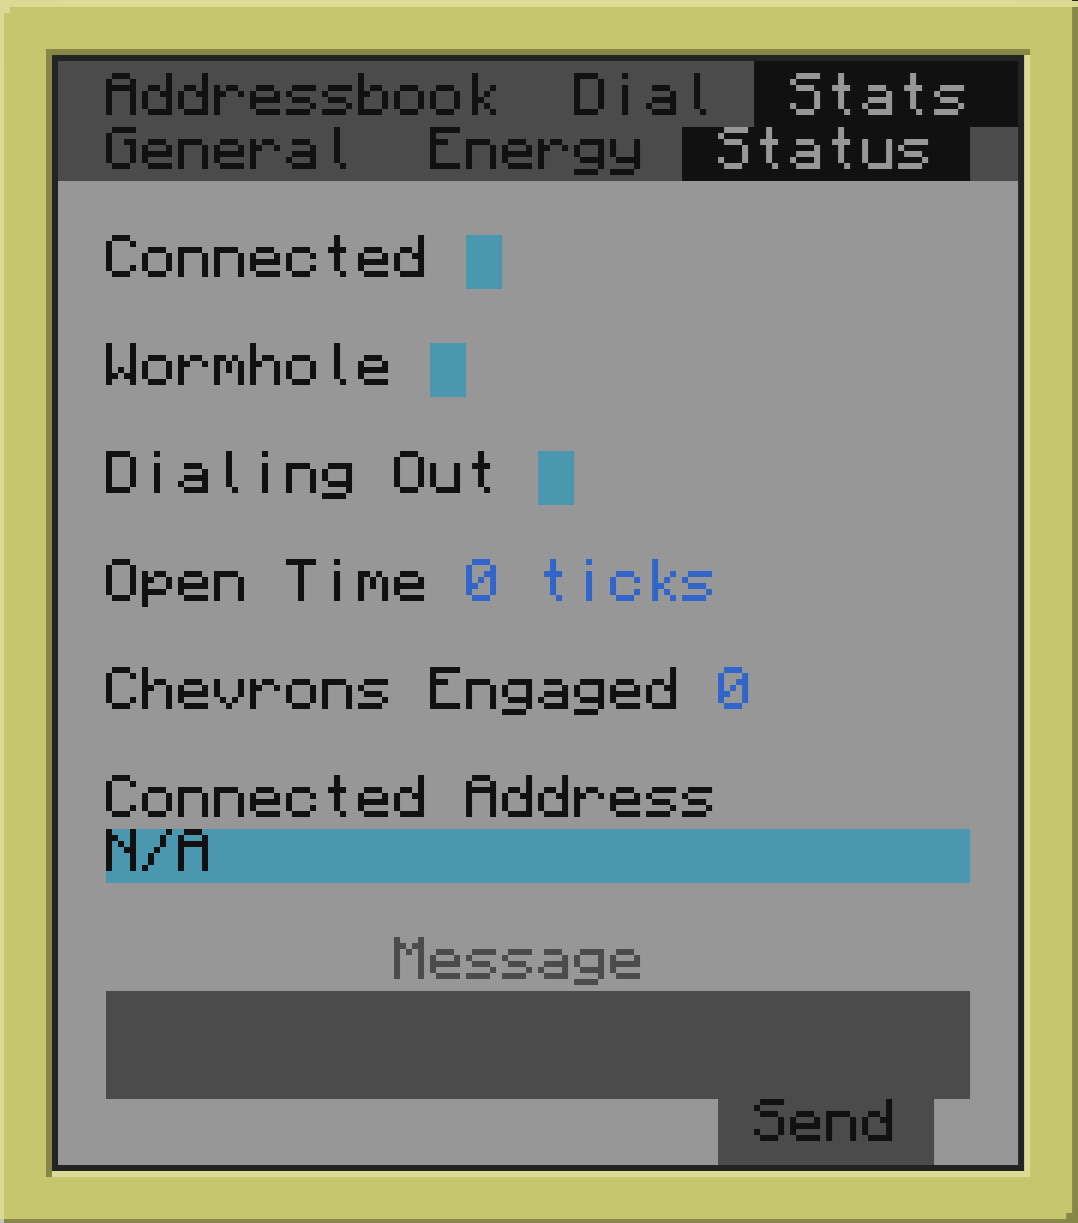 Addressbook Dial Stats
General Energy Status
Connected
Wormhole
Dialing Out
Open Time 0 ticks
Chevrons Engaged 0
Connected Address
N/A
Message
Send